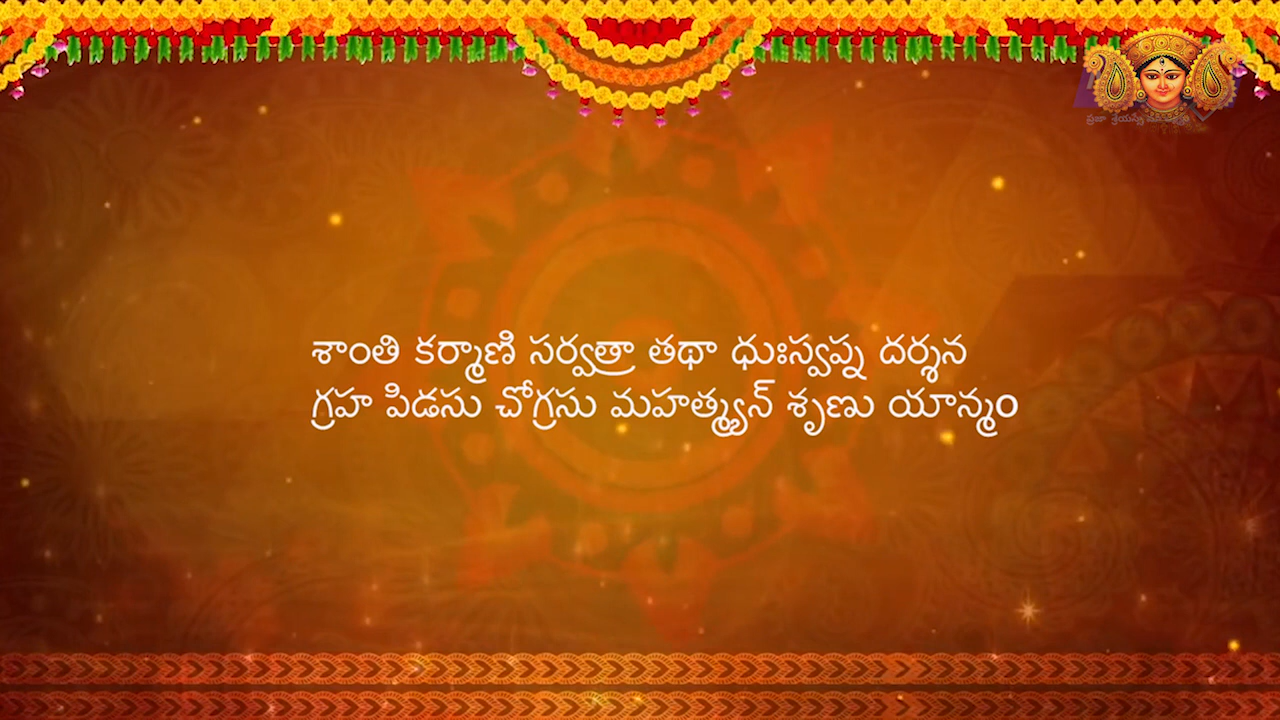 శాంతి కర్మాణి సర్వత్రా తథా ధుఃస్వప్న దర్శన
గ్రహ పిడసు చోగ్రసు మహత్మ్యన్ శృణు యాన్మం